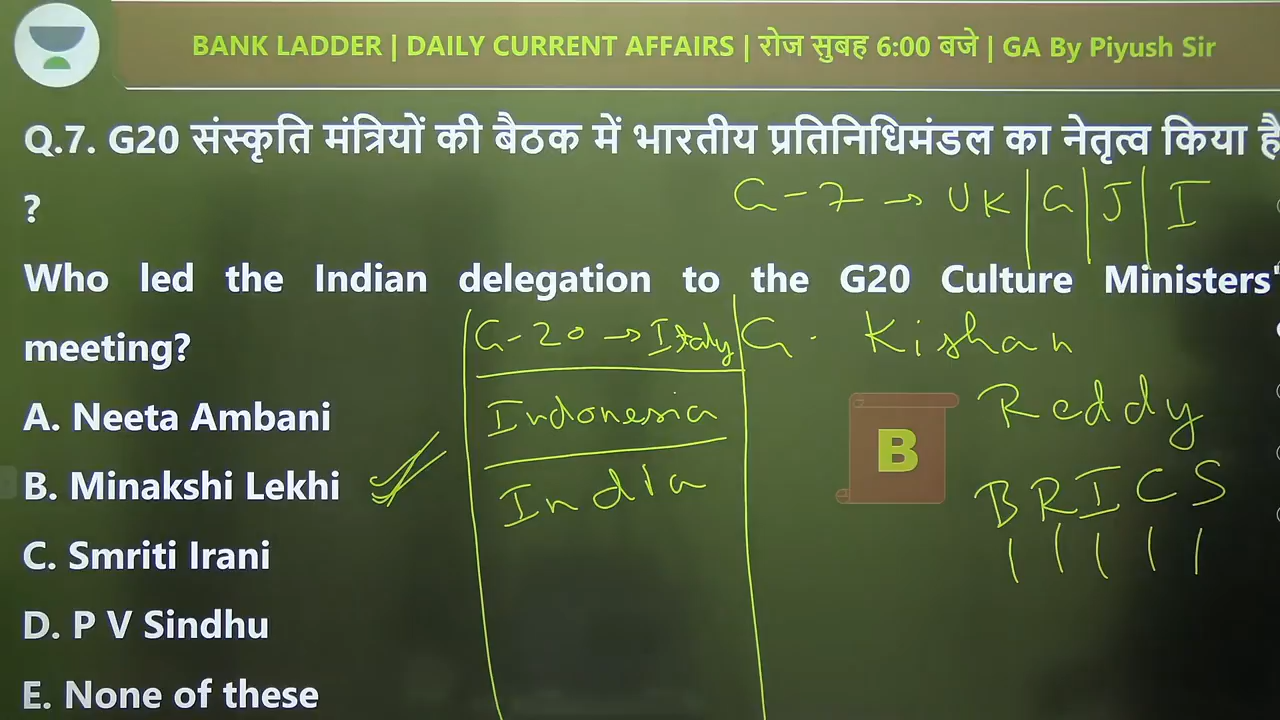 BANK LADDER | DAILY CURRENT AFFAIRS | रोज सुबह 6:00 बजे | GA By Piyush Sir
Q.7. G20 संस्कृति मंत्रियों की बैठक में भारतीय प्रतिनिधिमंडल का नेतृत्व किया है
?
G-7 → UK | G | J | I
Who led the Indian delegation to the G20 Culture Ministers'
meeting?
G-20 → Italy
G. Kishan
Reddy
Indonesia
India
A. Neeta Ambani
B. Minakshi Lekhi
B
BRICS
C. Smriti Irani
D. P V Sindhu
E. None of these